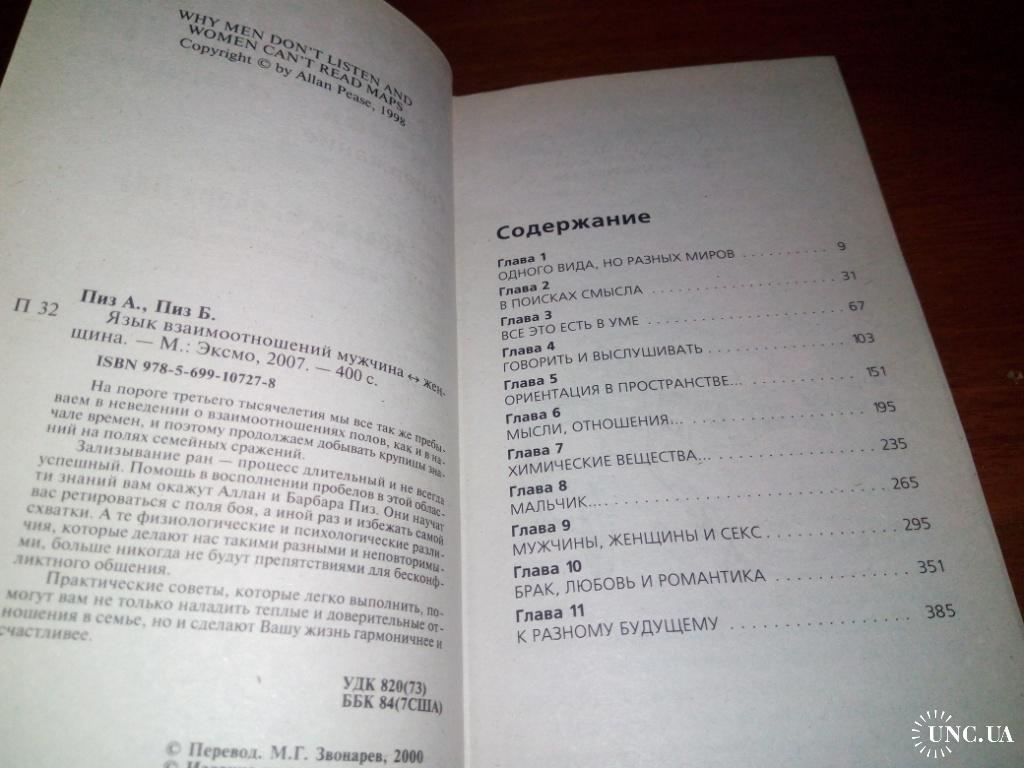 WHY MEN DON'T LISTEN AND
WOMEN CAN'T READ MAPS
Copyright © by Allan Pease, 1998
Пиз А., Пиз Б.
П 32
Язык взаимоотношений мужчина ↔ жен-
щина. — М.: Эксмо, 2007. — 400 с.
ISBN 978-5-699-10727-8
На пороге третьего тысячелетия мы все так же пребы-
ваем в неведении о взаимоотношениях полов, как и в на-
чале времен, и поэтому продолжаем добывать крупицы зна-
ний на полях семейных сражений.
Зализывание ран — процесс длительный и не всегда
успешный. Помощь в восполнении пробелов в этой облас-
ти знаний вам окажут Аллан и Барбара Пиз. Они научат
вас ретироваться с поля боя, а иной раз и избежать самой
схватки. А те физиологические и психологические разли-
чия, которые делают нас такими разными и неповторимы-
ми, больше никогда не будут препятствиями для бесконф-
ликтного общения.
Практические советы, которые легко выполнить, по-
могут вам не только наладить теплые и доверительные от-
ношения в семье, но и сделают Вашу жизнь гармоничнее и
счастливее.
УДК 820(73)
ББК 84(7США)
© Перевод. М.Г. Звонарев, 2000
Содержание
Глава 1
ОДНОГО ВИДА, НО РАЗНЫХ МИРОВ . . . . . . . . . 9
Глава 2
В ПОИСКАХ СМЫСЛА . . . . . . . . . . . . . . . . . . 31
Глава 3
ВСЕ ЭТО ЕСТЬ В УМЕ . . . . . . . . . . . . . . . . . . 67
Глава 4
ГОВОРИТЬ И ВЫСЛУШИВАТЬ . . . . . . . . . . . . . 103
Глава 5
ОРИЕНТАЦИЯ В ПРОСТРАНСТВЕ... . . . . . . . . . . 151
Глава 6
МЫСЛИ, ОТНОШЕНИЯ... . . . . . . . . . . . . . . . . 195
Глава 7
ХИМИЧЕСКИЕ ВЕЩЕСТВА... . . . . . . . . . . . . . . 235
Глава 8
МАЛЬЧИК.... . . . . . . . . . . . . . . . . . . . . . . 265
Глава 9
МУЖЧИНЫ, ЖЕНЩИНЫ И СЕКС . . . . . . . . . . . . 295
Глава 10
БРАК, ЛЮБОВЬ И РОМАНТИКА . . . . . . . . . . . . 351
Глава 11
К РАЗНОМУ БУДУЩЕМУ . . . . . . . . . . . . . . . . 385
UNC.UA